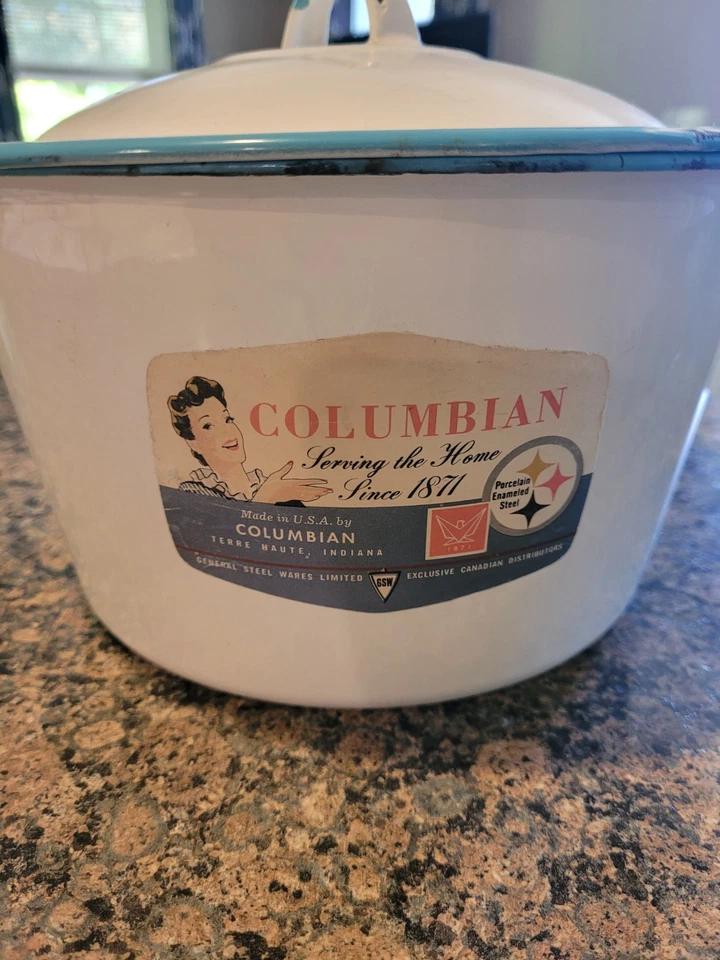 COLUMBIAN
Serving the Home
Since 1871
Porcelain
Enameled
Steel
Made in U.S.A. by
COLUMBIAN
TERRE HAUTE, INDIANA
1871
GENERAL STEEL WARES LIMITED GSW EXCLUSIVE CANADIAN DISTRIBUTORS